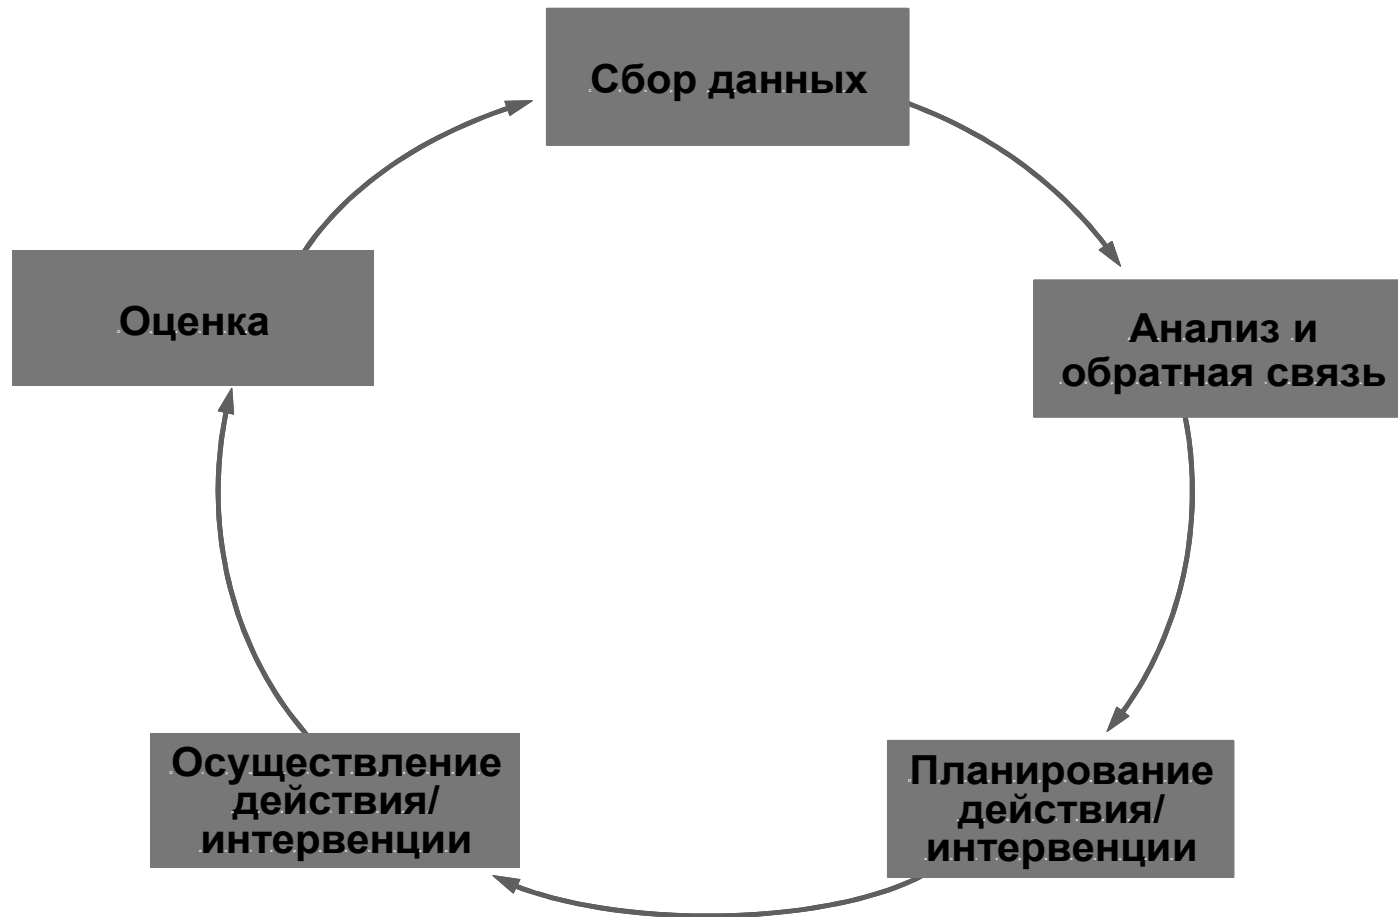 Сбор данных
Оценка
Анализ и
обратная связь
Осуществление
действия/
интервенции
Планирование
действия/
интервенции